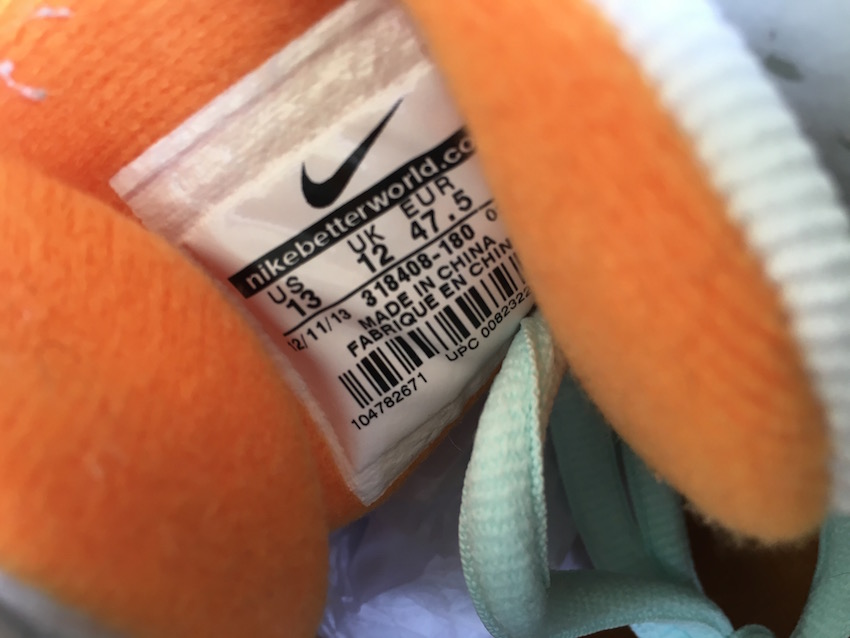 nikebetterworld.co
US UK EUR
13 12 47.5
12/11/13 318408-180 0
MADE IN CHINA
FABRIQUE EN CHIN
104782671 UPC 0082322